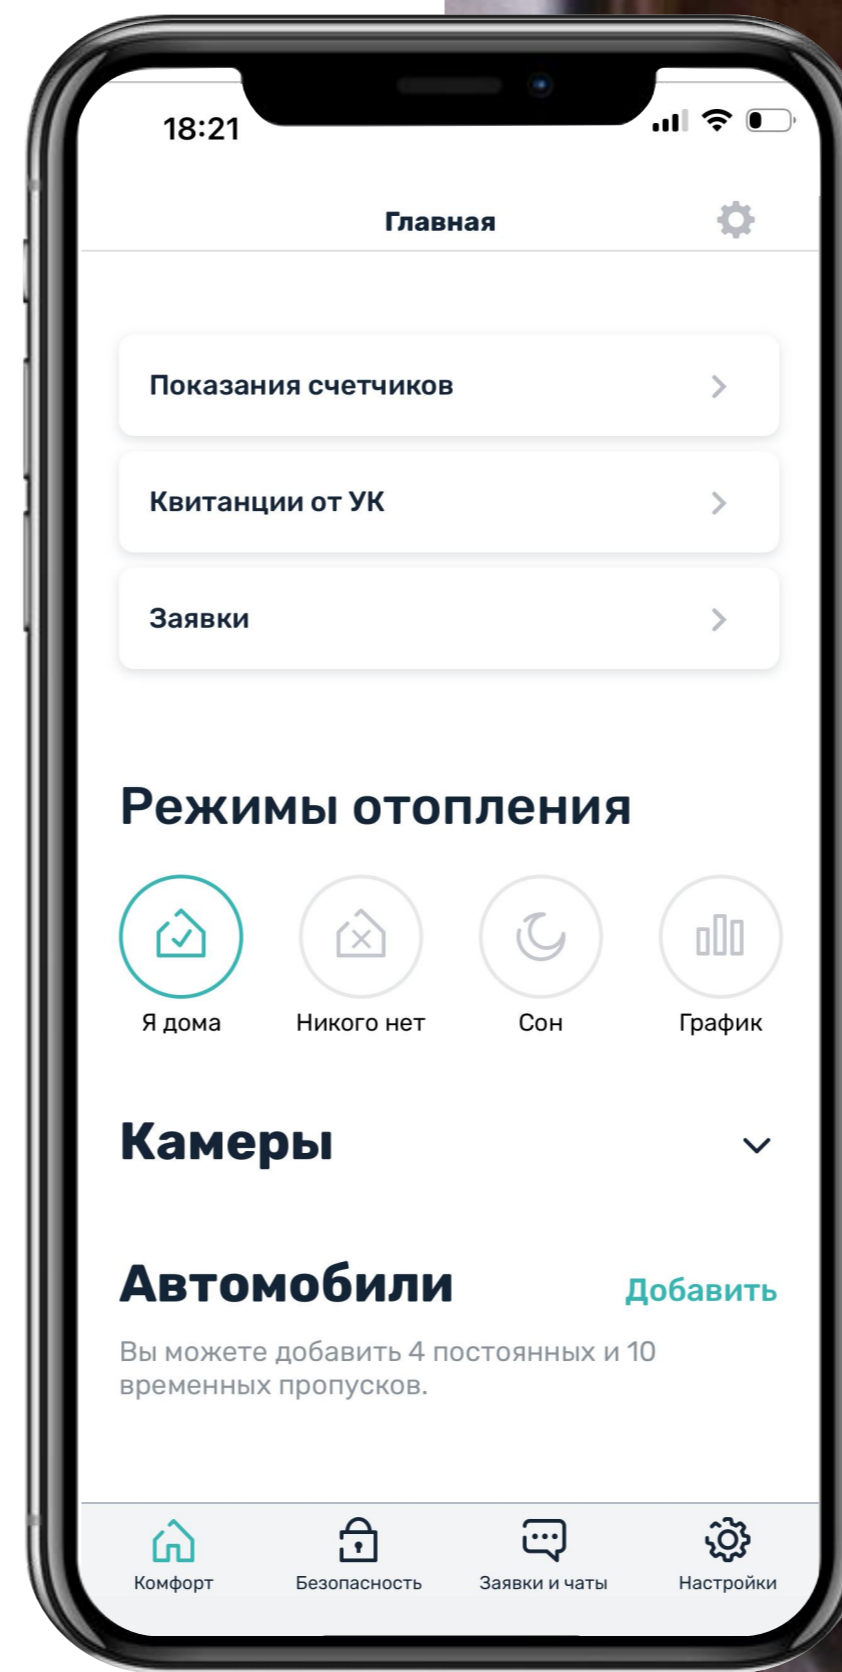 18:21
Главная
Показания счетчиков
Квитанции от УК
Заявки
Режимы отопления
Я дома
Никого нет
Сон
График
Камеры
Автомобили
Добавить
Вы можете добавить 4 постоянных и 10
временных пропусков.
Комфорт
Безопасность
Заявки и чаты
Настройки